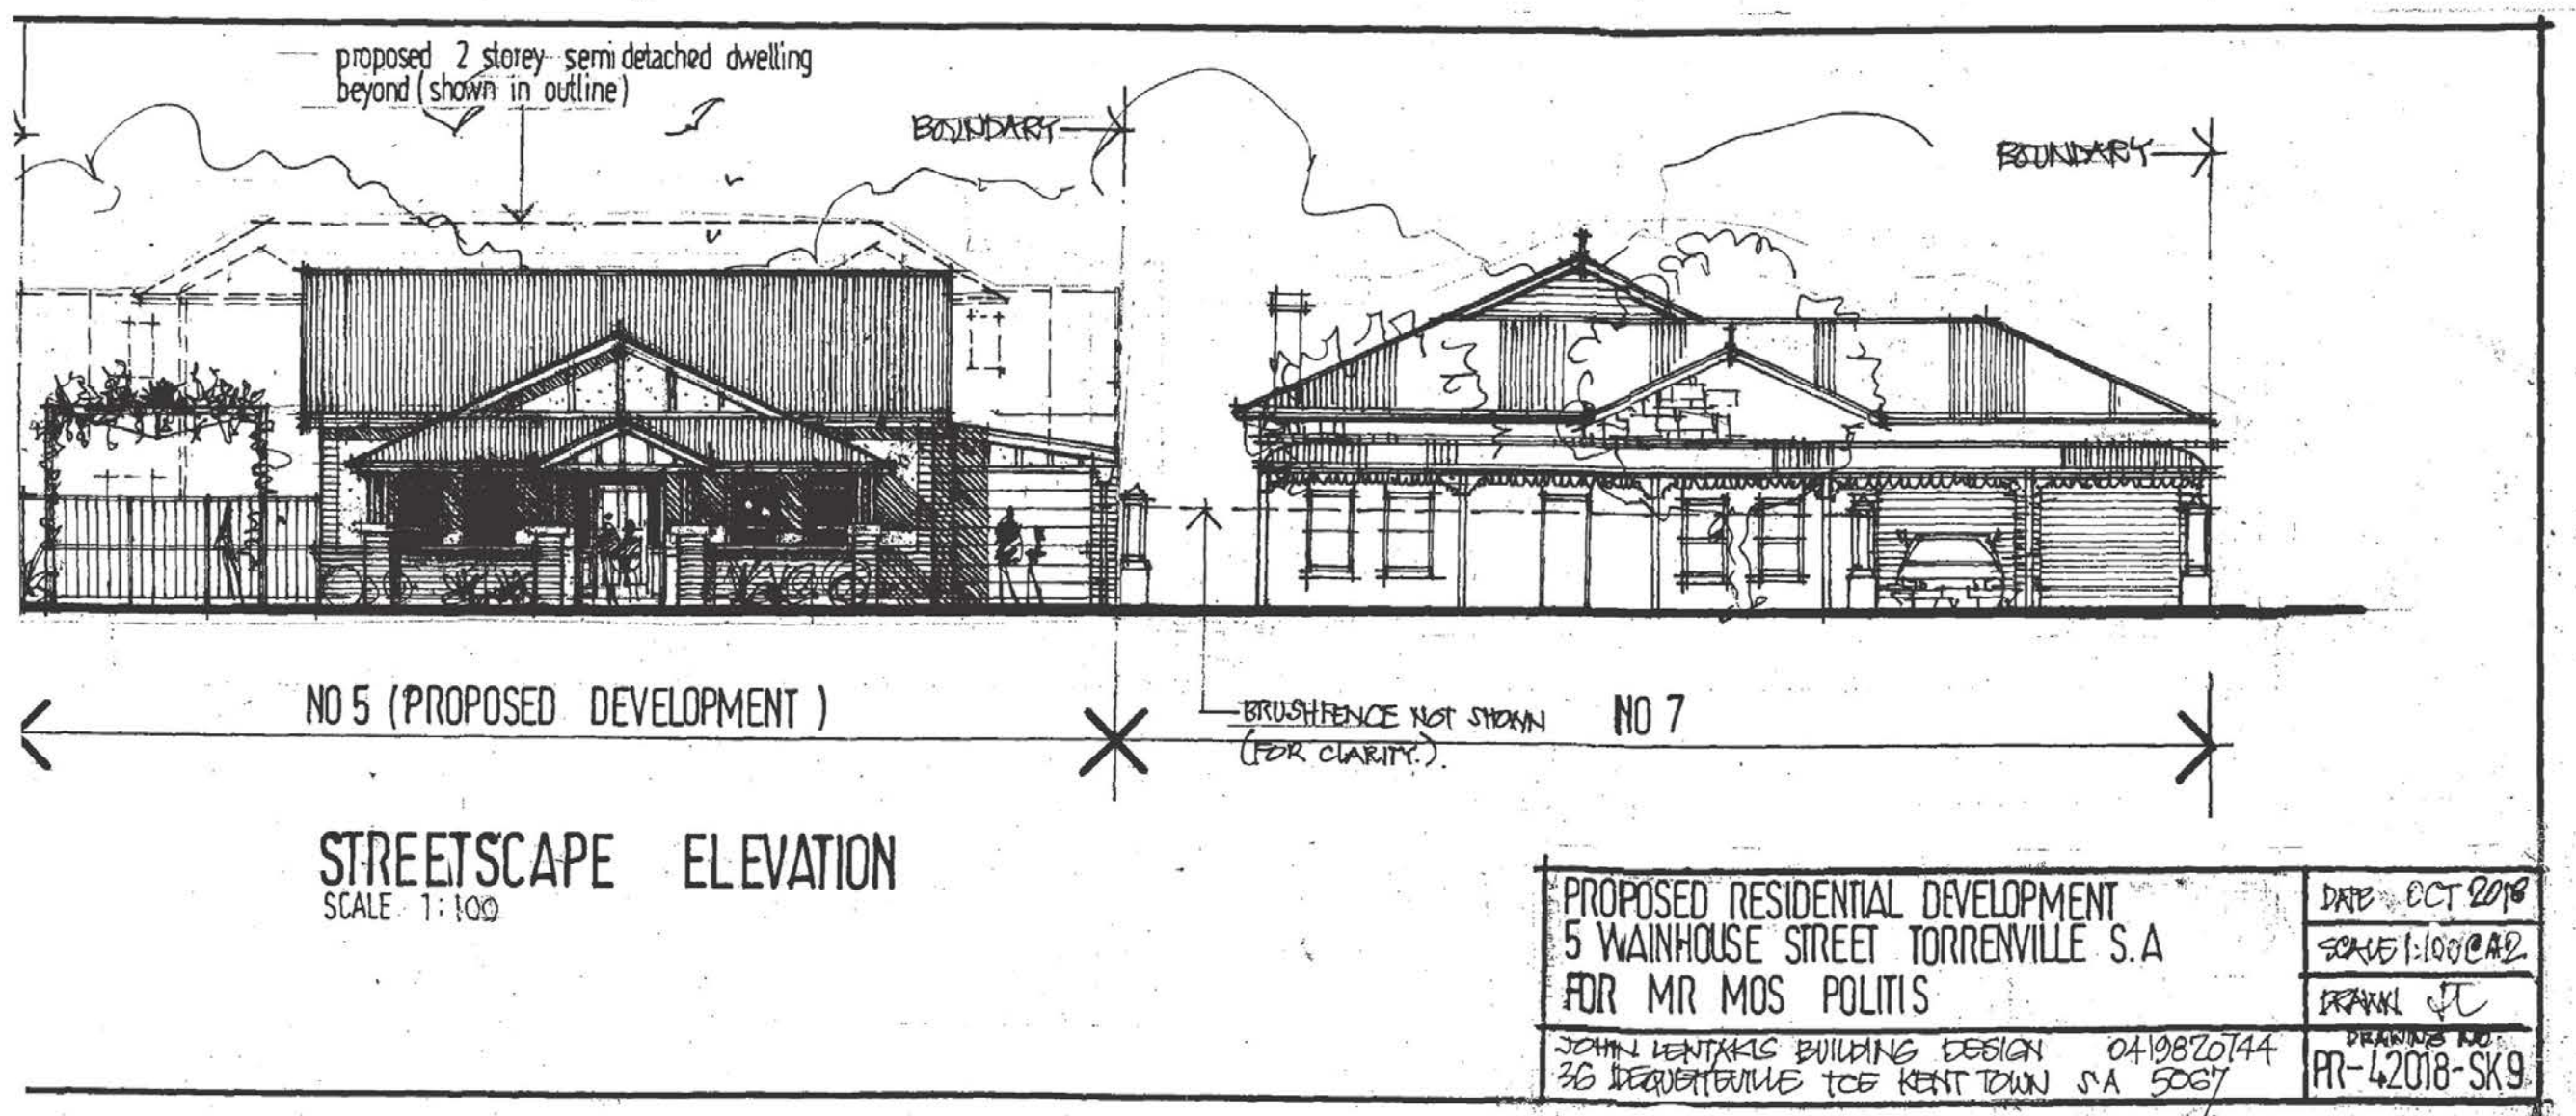 proposed 2 storey semi detached dwelling
beyond (shown in outline)
BOUNDARY
BOUNDARY
NO 5 (PROPOSED DEVELOPMENT)
BRUSHFENCE NOT SHOWN
(FOR CLARITY.).
NO 7
STREETSCAPE ELEVATION
SCALE 1:100
PROPOSED RESIDENTIAL DEVELOPMENT
5 WAINHOUSE STREET TORRENVILLE S.A
FOR MR MOS POLITIS
DATE OCT 2018
SCALE 1:100@A2
DRAWN JL
JOHN LENTAKIS BUILDING DESIGN 0419820744
36 DEQUETTEVILLE TCE KENT TOWN SA 5067
DRAWING NO.
PR-42018-SK9